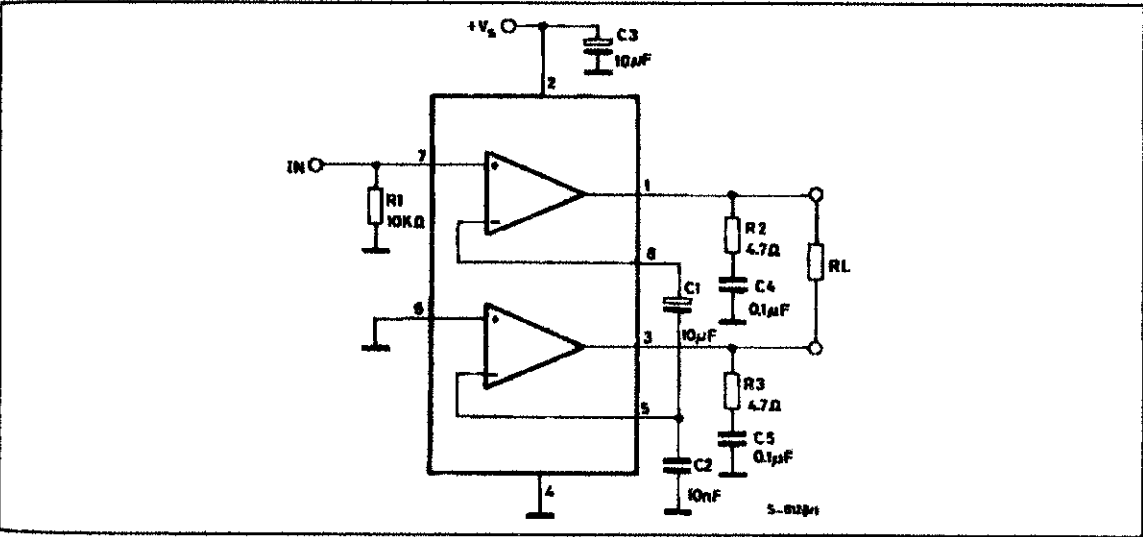 +Vs
C3
10µF
2
IN
7
+
1
R1
10KΩ
R2
4.7Ω
RL
−
8
C1
C4
0.1µF
6
+
10µF
3
R3
4.7Ω
−
5
C5
0.1µF
C2
10nF
4